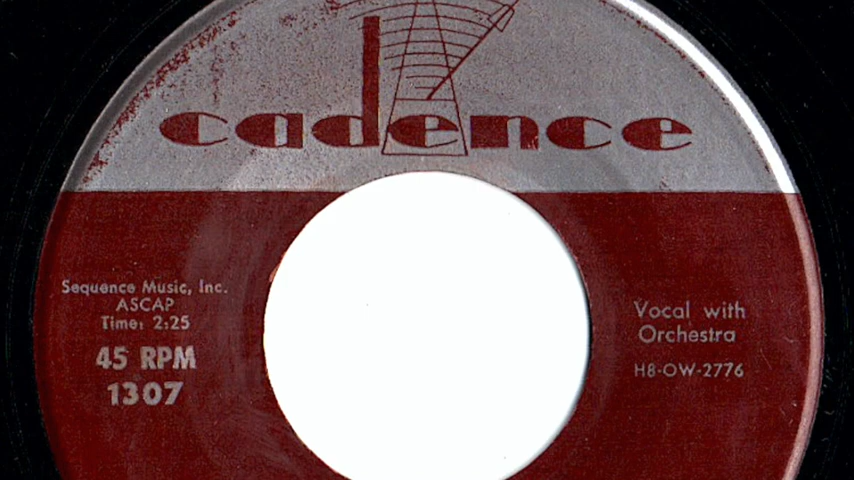 cadence
Sequence Music, Inc.
ASCAP
Time: 2:25
45 RPM
1307
Vocal with
Orchestra
H8-OW-2776